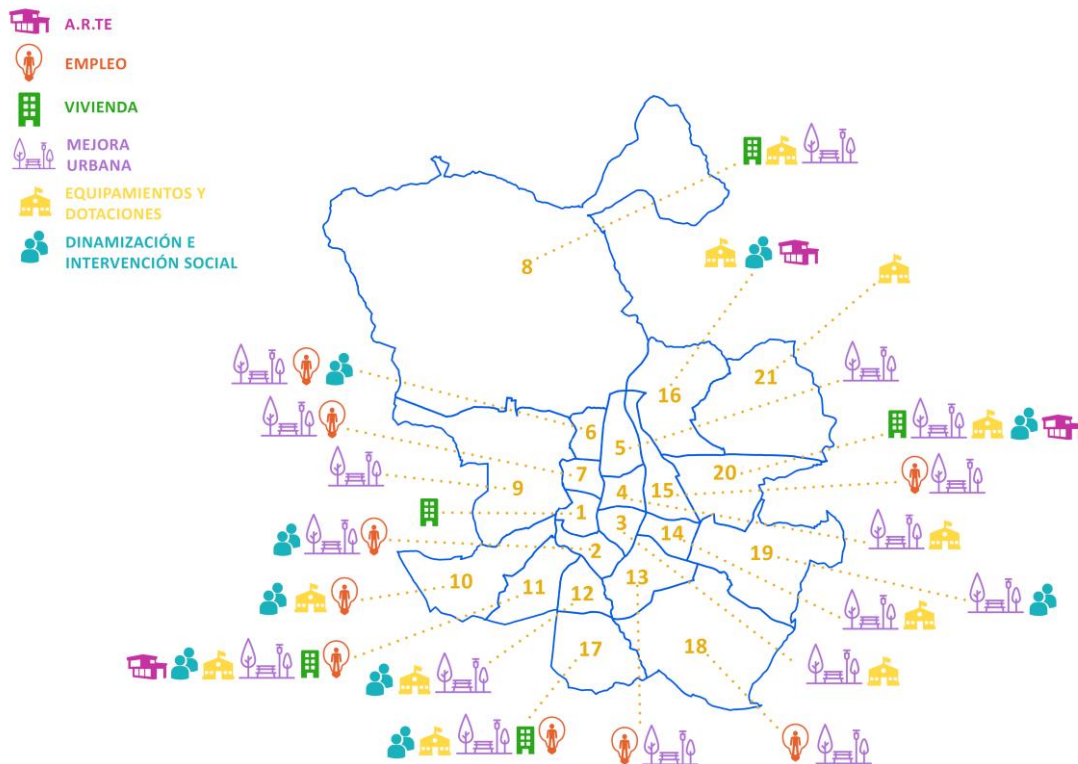 A.R.TE
EMPLEO
VIVIENDA
MEJORA
URBANA
EQUIPAMIENTOS Y
DOTACIONES
DINAMIZACIÓN E
INTERVENCIÓN SOCIAL
8
21
16
6
5
7
9
4
15
20
1
3
14
2
19
10
11
12
13
17
18